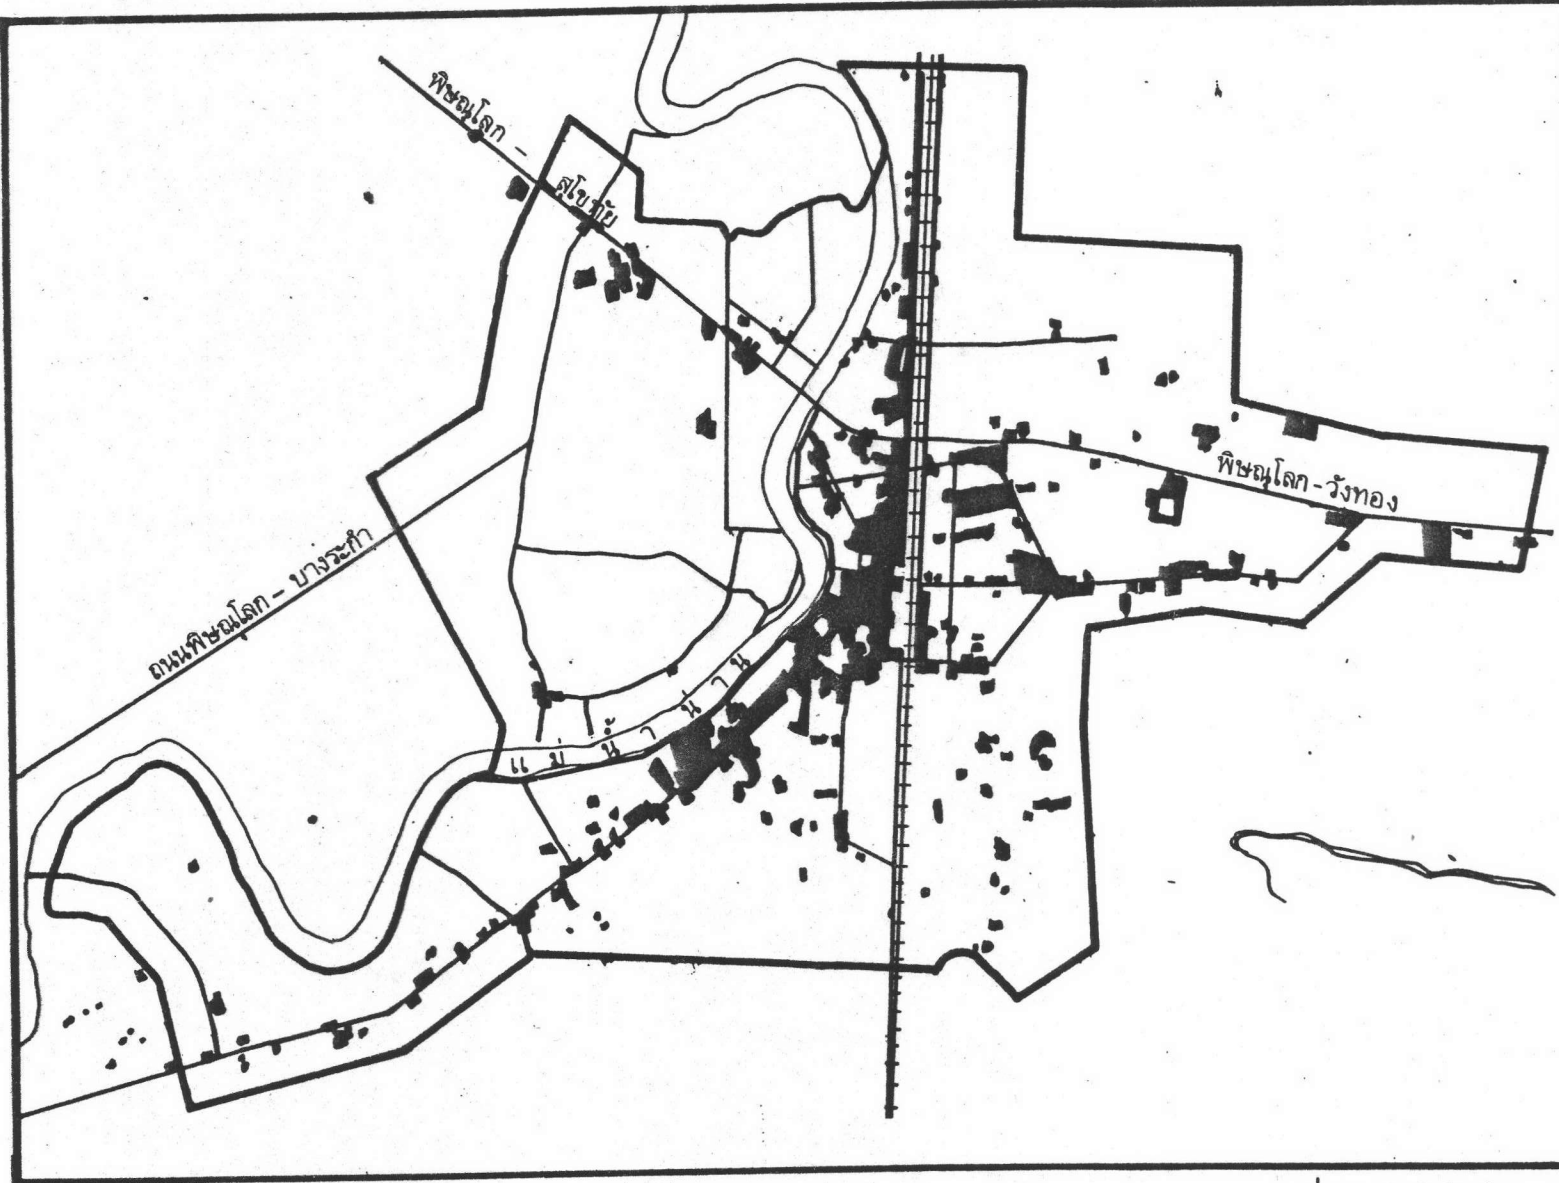 พิษณุโลก -
สุโขทัย
พิษณุโลก - วังทอง
ถนนพิษณุโลก - บางระกำ
แม่น้ำน่าน